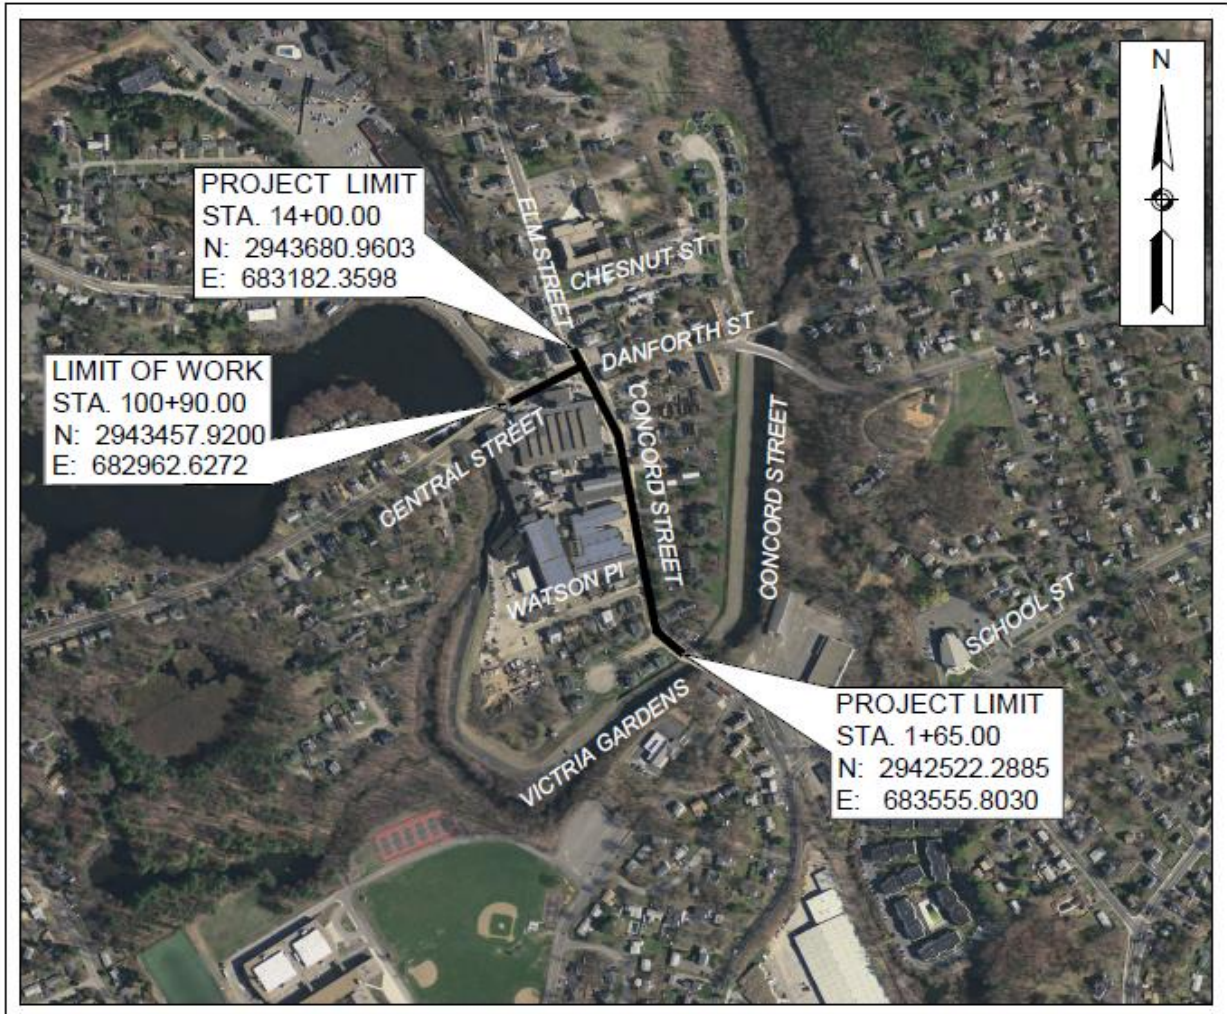 N
PROJECT LIMIT
STA. 14+00.00
N: 2943680.9603
E: 683182.3598
ELM STREET
CHESNUT ST
DANFORTH ST
LIMIT OF WORK
STA. 100+90.00
N: 2943457.9200
E: 682962.6272
CENTRAL STREET
CONCORD STREET
CONCORD STREET
WATSON Pl
SCHOOL ST
VICTRIA GARDENS
PROJECT LIMIT
STA. 1+65.00
N: 2942522.2885
E: 683555.8030